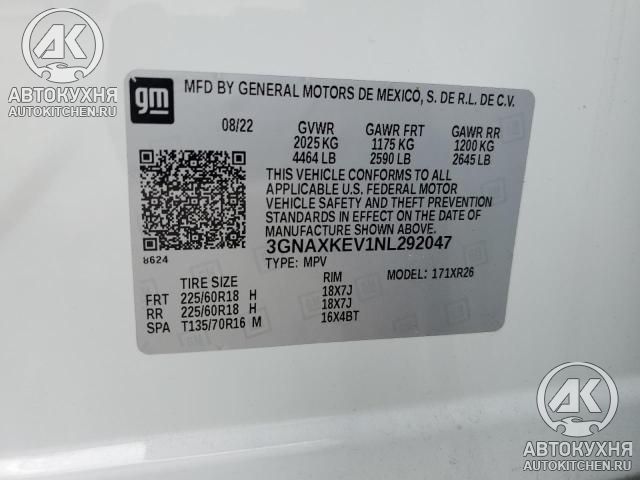 АВТОКУХНЯ
AVTOKITCHEN.RU
gm
MFD BY GENERAL MOTORS DE MEXICO, S. DE R.L. DE C.V.
08/22 GVWR GAWR FRT GAWR RR
2025 KG 1175 KG 1200 KG
4464 LB 2590 LB 2645 LB
THIS VEHICLE CONFORMS TO ALL
APPLICABLE U.S. FEDERAL MOTOR
VEHICLE SAFETY AND THEFT PREVENTION
STANDARDS IN EFFECT ON THE DATE OF
MANUFACTURE SHOWN ABOVE.
8624
3GNAXKEV1NL292047
TYPE: MPV MODEL: 171XR26
TIRE SIZE RIM
FRT 225/60R18 H 18X7J
RR 225/60R18 H 18X7J
SPA T135/70R16 M 16X4BT
АК
АВТОКУХНЯ
AVTOKITCHEN.RU